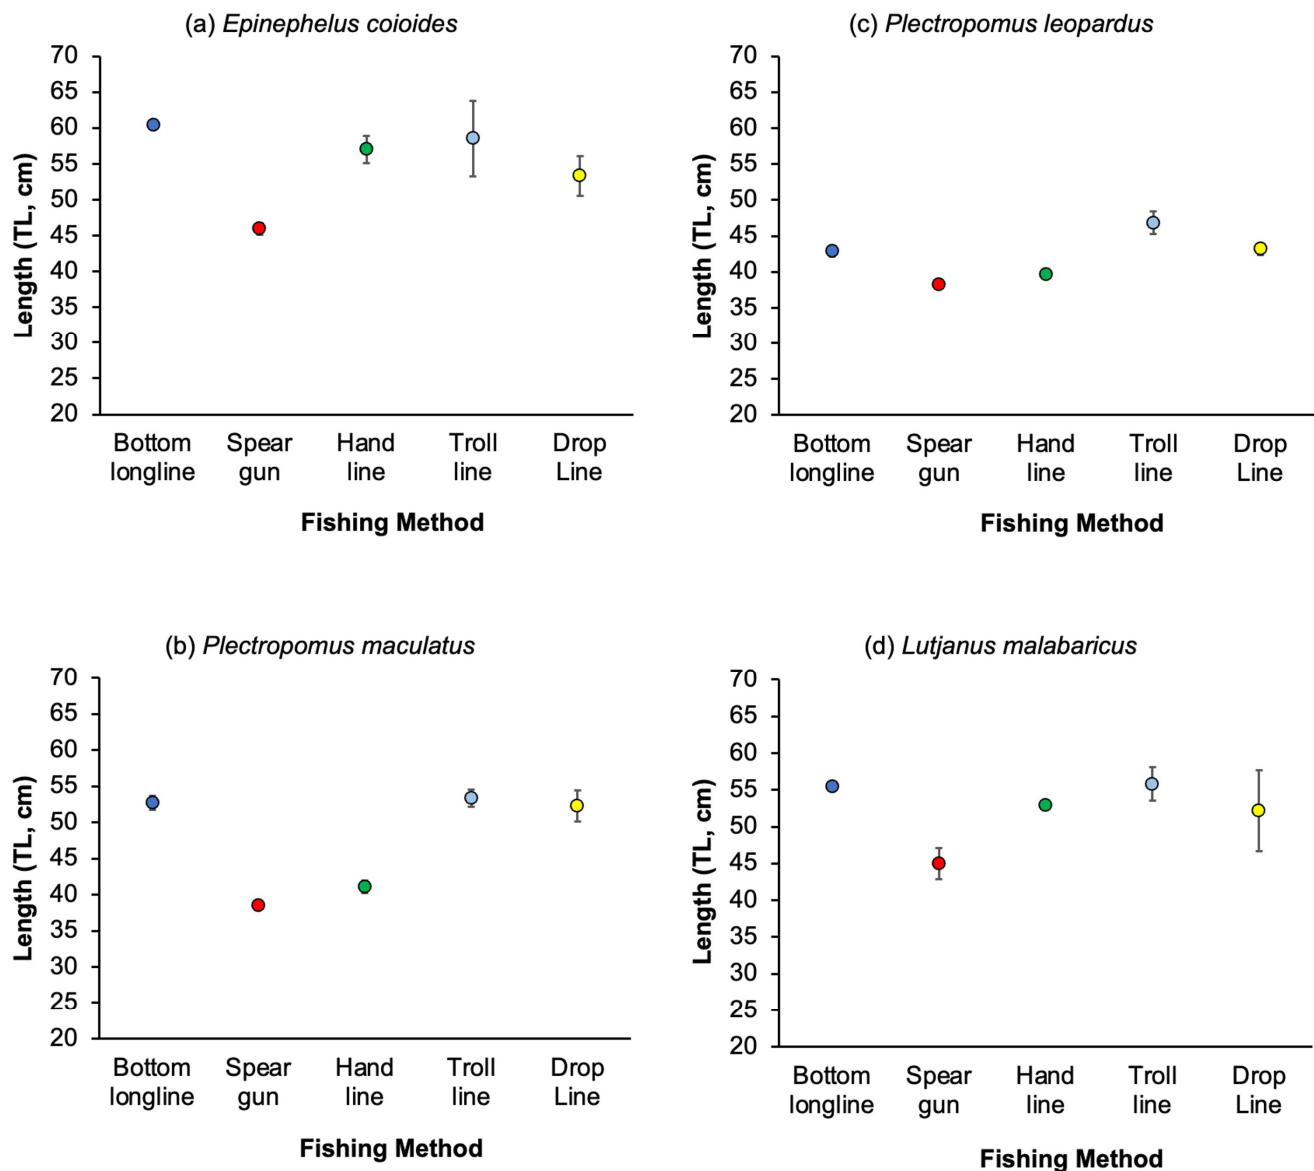 (a) Epinephelus coioides
70
65
60
55
50
45
40
35
30
25
20
Length (TL, cm)
Bottom longline
Spear gun
Hand line
Troll line
Drop Line
Fishing Method
(c) Plectropomus leopardus
70
65
60
55
50
45
40
35
30
25
20
Length (TL, cm)
Bottom longline
Spear gun
Hand line
Troll line
Drop Line
Fishing Method
(b) Plectropomus maculatus
70
65
60
55
50
45
40
35
30
25
20
Length (TL, cm)
Bottom longline
Spear gun
Hand line
Troll line
Drop Line
Fishing Method
(d) Lutjanus malabaricus
70
65
60
55
50
45
40
35
30
25
20
Length (TL, cm)
Bottom longline
Spear gun
Hand line
Troll line
Drop Line
Fishing Method